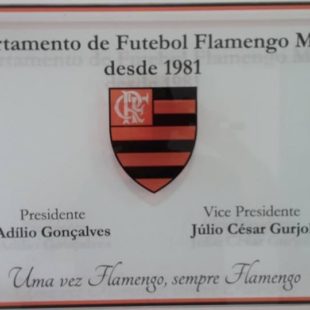 rtamento de Futebol Flamengo M
desde 1981
CRF
Presidente
Vice Presidente
Adílio Gonçalves
Júlio César Gurjol
Uma vez Flamengo, sempre Flamengo